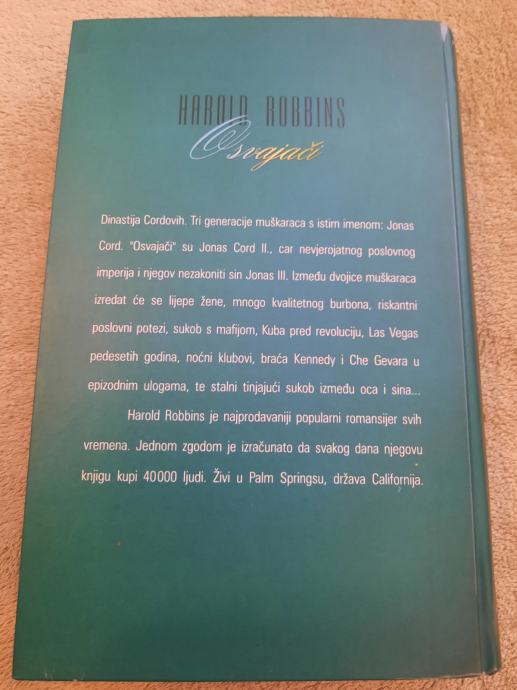 HAROLD ROBBINS
Osvajači
Dinastija Cordovih. Tri generacije muškaraca s istim imenom: Jonas
Cord. "Osvajači" su Jonas Cord II., car nevjerojatnog poslovnog
imperija i njegov nezakoniti sin Jonas III. Između dvojice muškaraca
izredat će se lijepe žene, mnogo kvalitetnog burbona, riskantni
poslovni potezi, sukob s mafijom, Kuba pred revoluciju, Las Vegas
pedesetih godina, noćni klubovi, braća Kennedy i Che Gevara u
epizodnim ulogama, te stalni tinjajući sukob između oca i sina...
Harold Robbins je najprodavaniji popularni romansijer svih
vremena. Jednom zgodom je izračunato da svakog dana njegovu
knjigu kupi 40000 ljudi. Živi u Palm Springsu, država Californija.